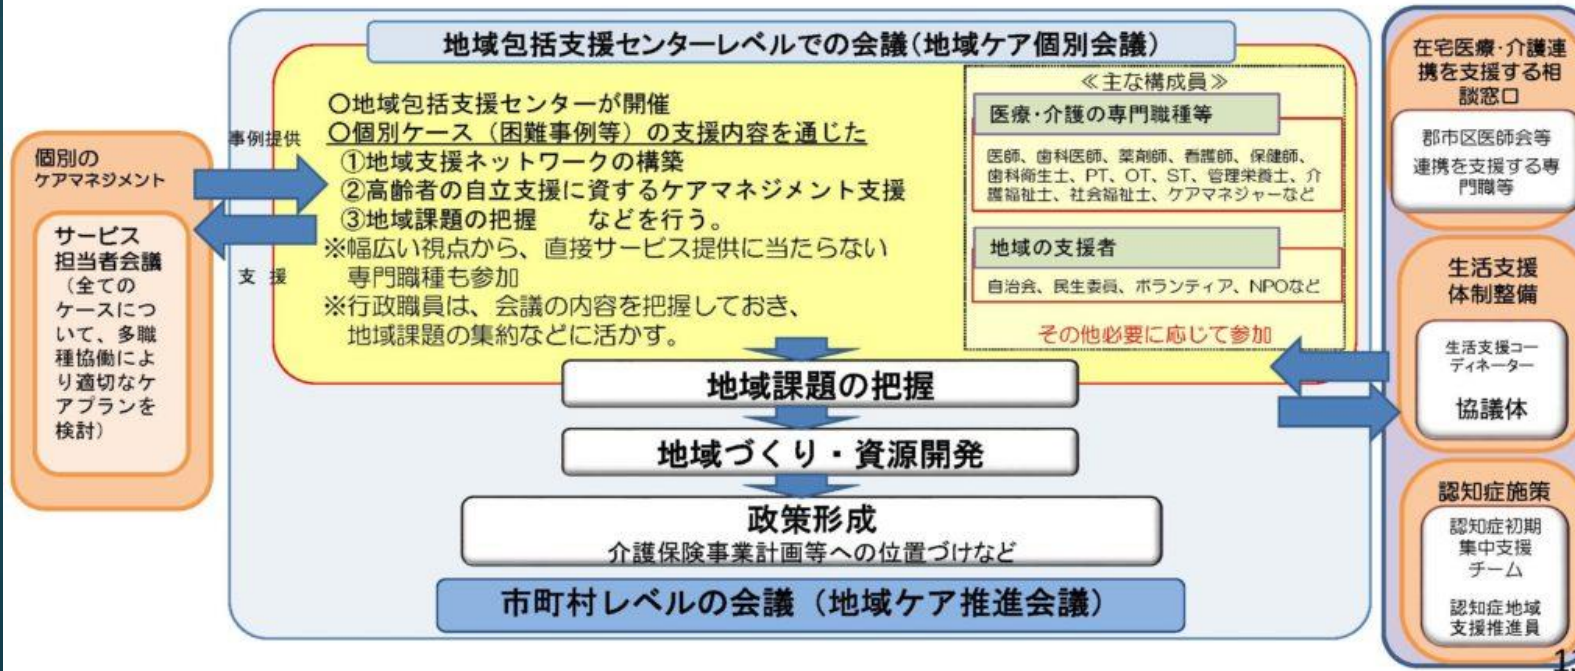 地域包括支援センターレベルでの会議(地域ケア個別会議)
個別の
ケアマネジメント
サービス
担当者会議
(全ての
ケースにつ
いて、多職
種協働によ
り適切なケ
アプランを
検討)
事例提供
支 援
〇地域包括支援センターが開催
〇個別ケース(困難事例等)の支援内容を通じた
①地域支援ネットワークの構築
②高齢者の自立支援に資するケアマネジメント支援
③地域課題の把握 などを行う。
※幅広い視点から、直接サービス提供に当たらない
専門職種も参加
※行政職員は、会議の内容を把握しておき、
地域課題の集約などに活かす。
≪主な構成員≫
医療・介護の専門職種等
医師、歯科医師、薬剤師、看護師、保健師、
歯科衛生士、PT、OT、ST、管理栄養士、介
護福祉士、社会福祉士、ケアマネジャーなど
地域の支援者
自治会、民生委員、ボランティア、NPOなど
その他必要に応じて参加
地域課題の把握
地域づくり・資源開発
政策形成
介護保険事業計画等への位置づけなど
市町村レベルの会議(地域ケア推進会議)
在宅医療・介護連
携を支援する相
談窓口
郡市区医師会等
連携を支援する専
門職等
生活支援
体制整備
生活支援コー
ディネーター
協議体
認知症施策
認知症初期
集中支援
チーム
認知症地域
支援推進員